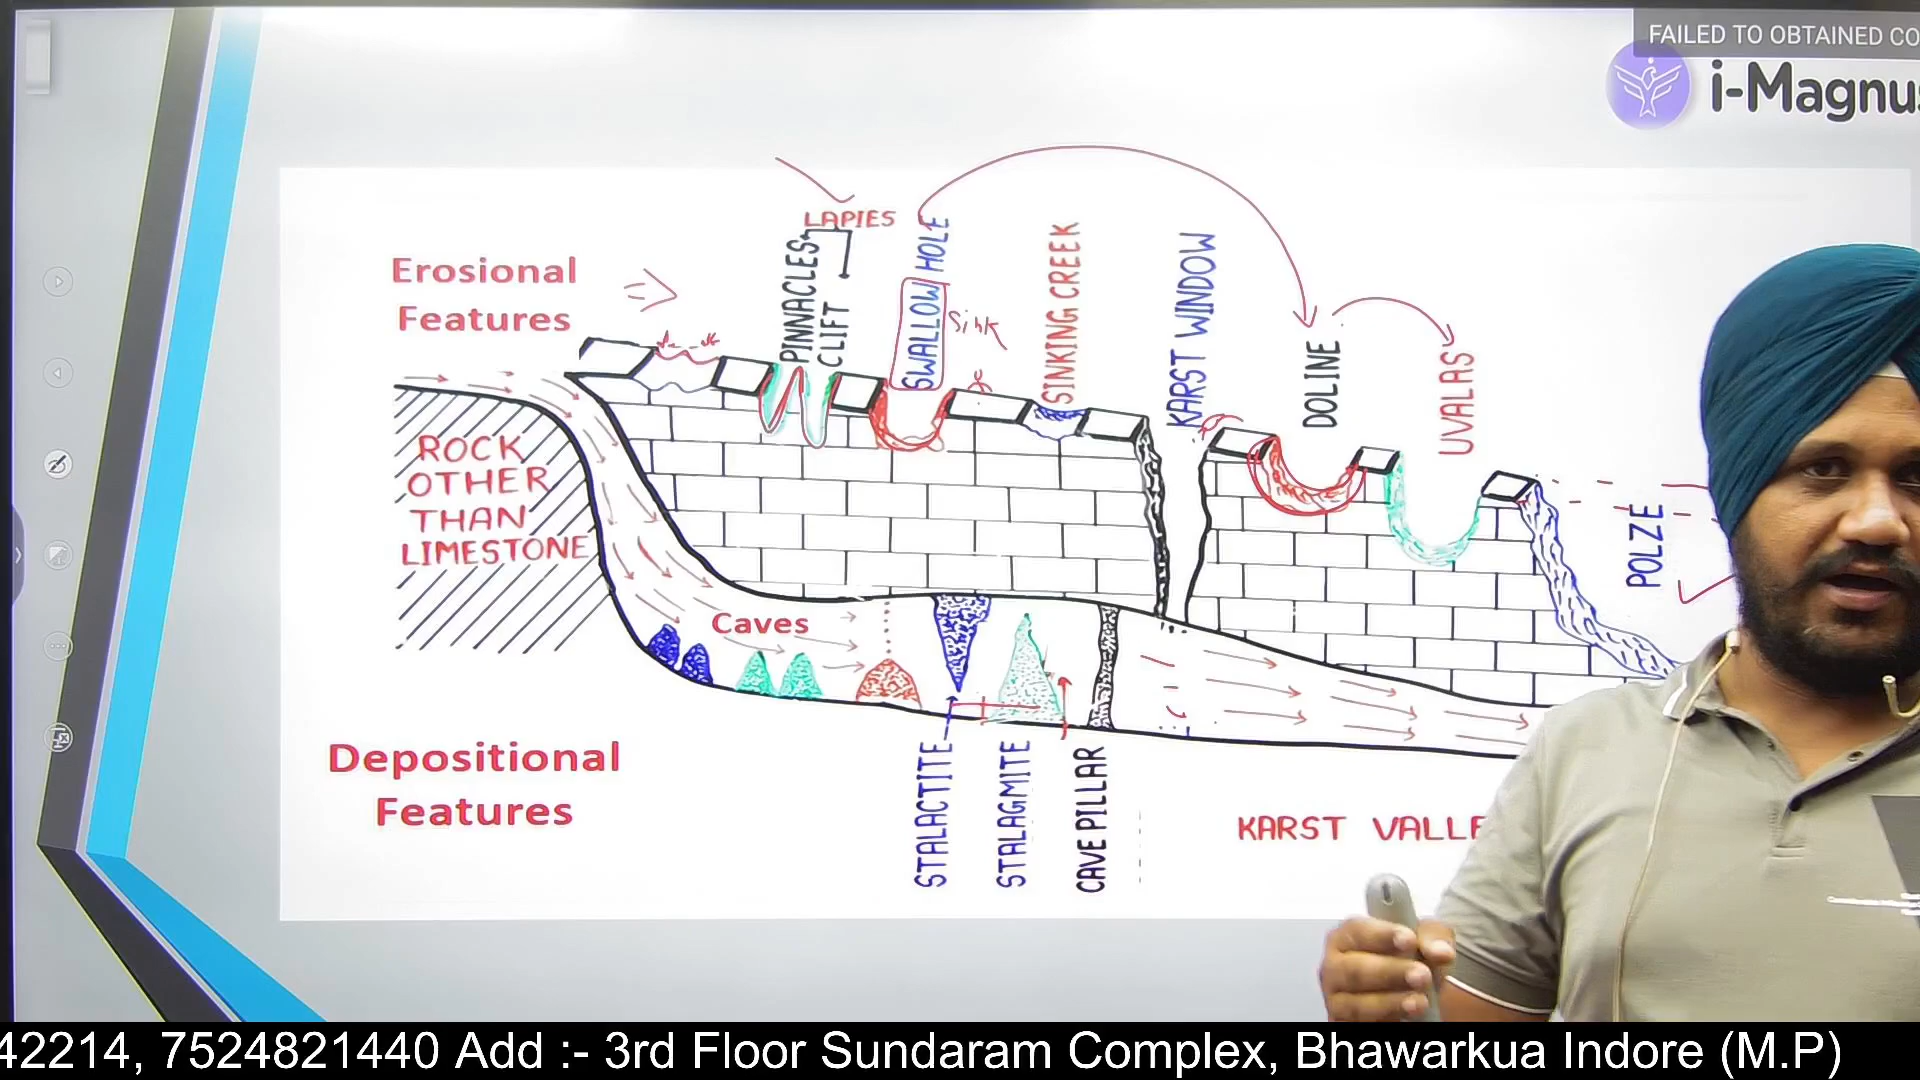 FAILED TO OBTAINED CO
i-Magnus
LAPIES
Erosional
Features
PINNACLES
CLIFT
SWALLOW HOLE
Sink
SINKING CREEK
KARST WINDOW
DOLINE
UVALAS
POLZE
ROCK
OTHER
THAN
LIMESTONE
Caves
Depositional
Features
STALACTITE
STALAGMITE
CAVE PILLAR
KARST VALLE
42214, 7524821440 Add :- 3rd Floor Sundaram Complex, Bhawarkua Indore (M.P)